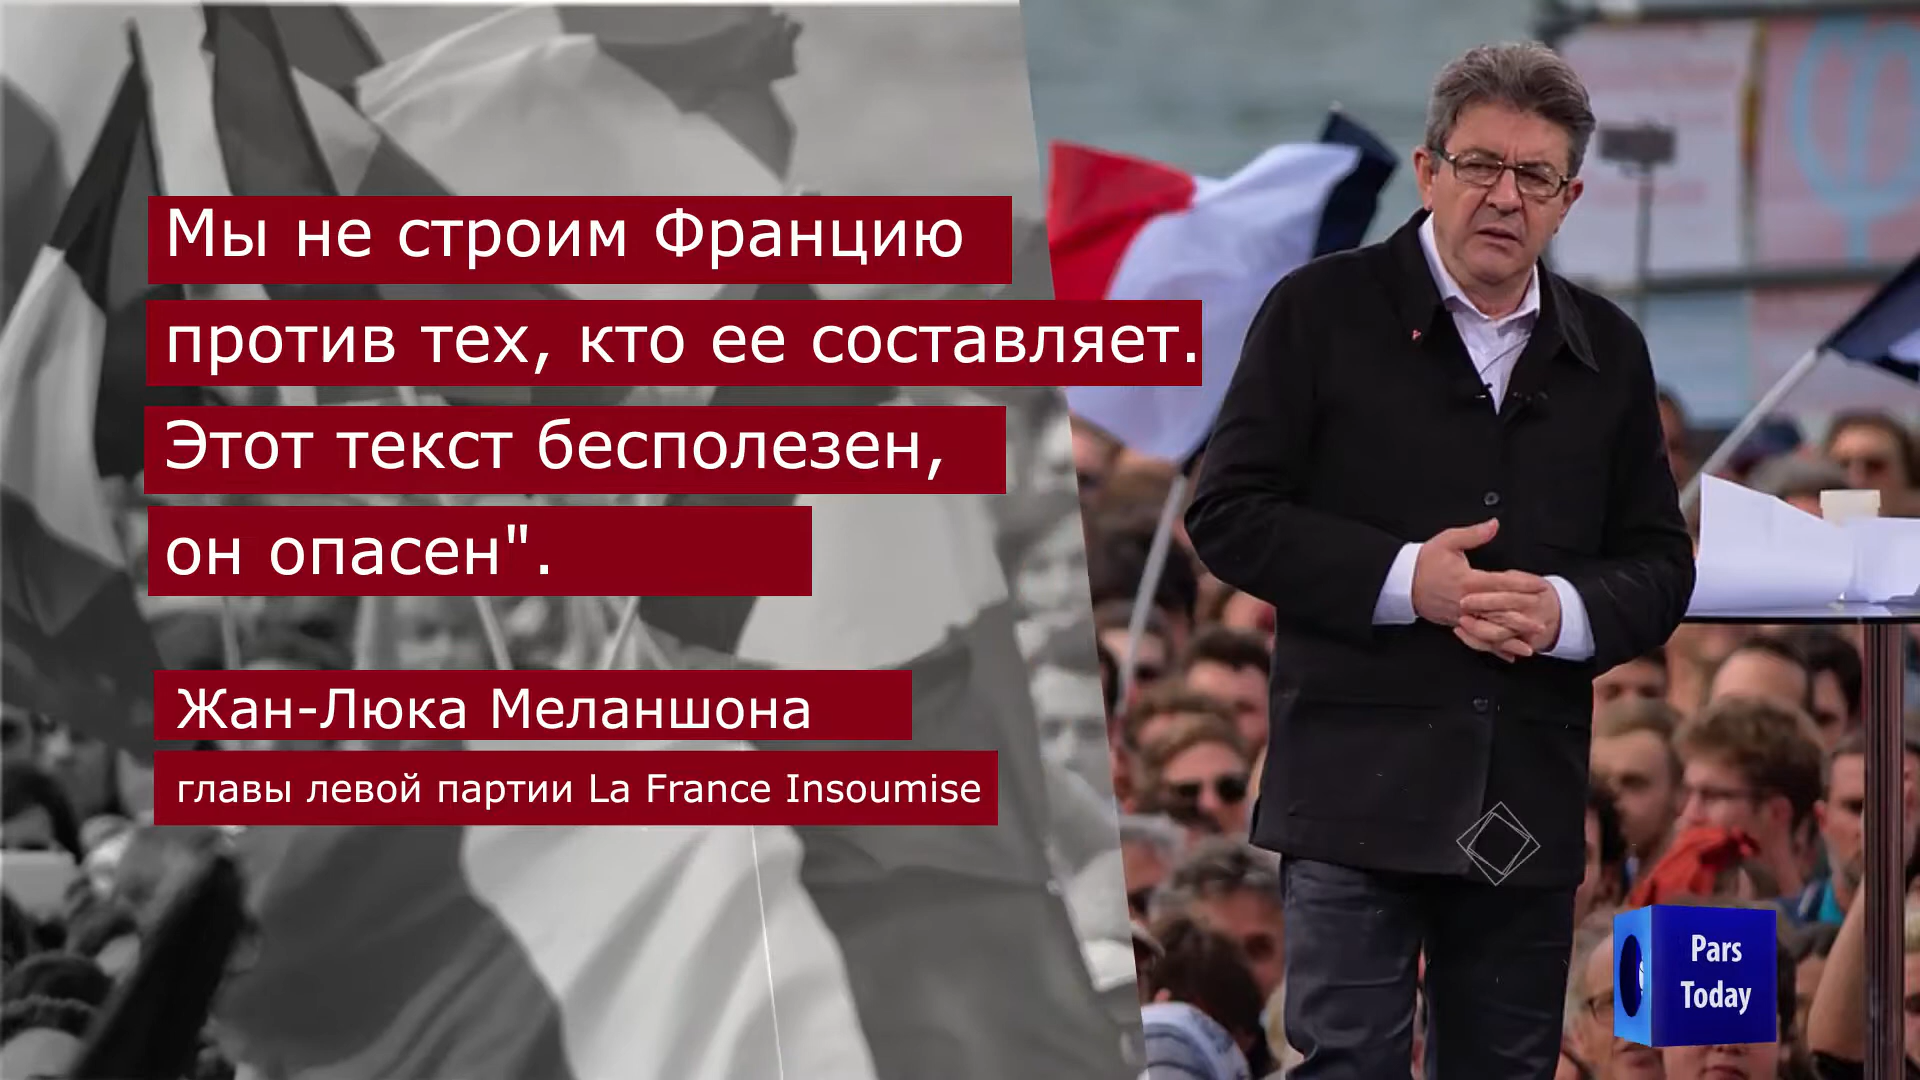 Мы не строим Францию
против тех, кто ее составляет.
Этот текст бесполезен,
он опасен".
Жан-Люка Меланшона
главы левой партии La France Insoumise
Pars
Today